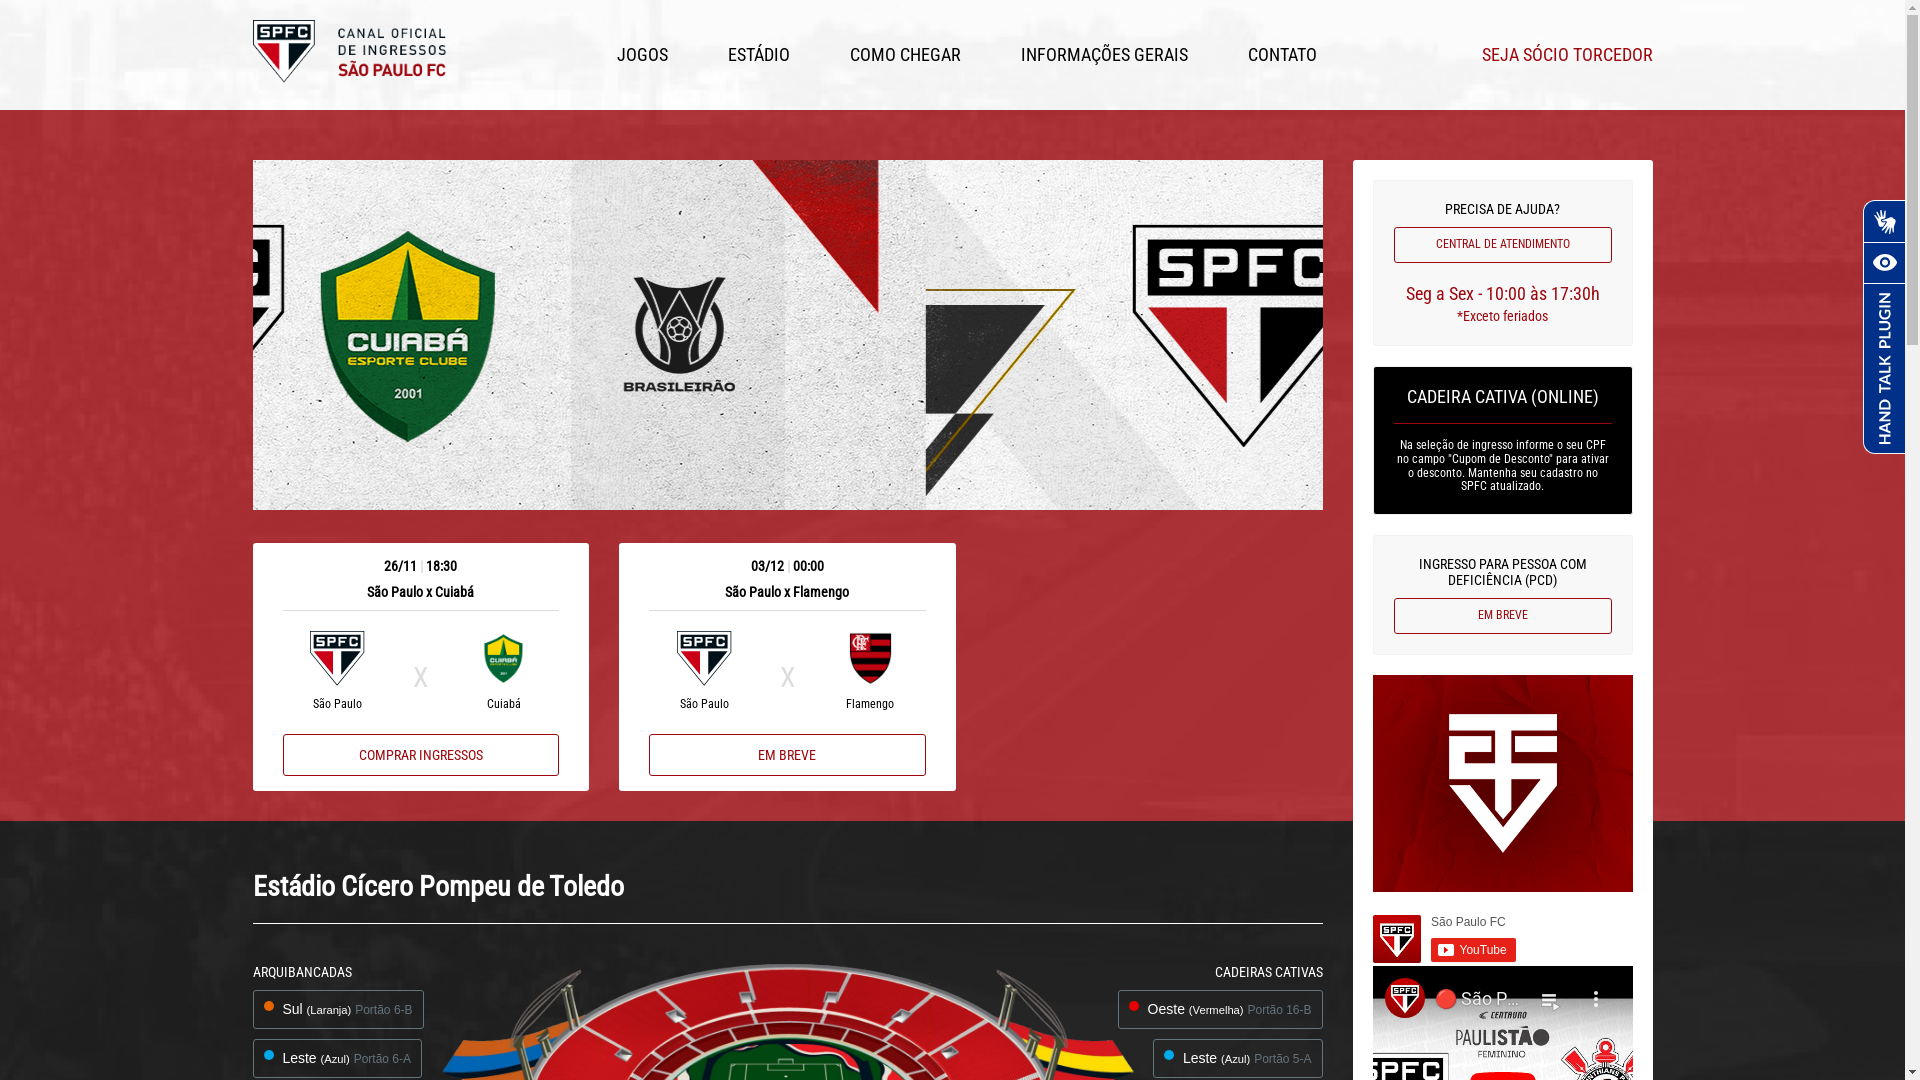 SPFC
CANAL OFICIAL
DE INGRESSOS
SÃO PAULO FC
JOGOS
ESTÁDIO
COMO CHEGAR
INFORMAÇÕES GERAIS
CONTATO
SEJA SÓCIO TORCEDOR
CUIABÁ
ESPORTE CLUBE
2001
BRASILEIRÃO
SPFC
26/11 | 18:30
São Paulo x Cuiabá
SPFC
X
CUIABÁ
São Paulo
Cuiabá
COMPRAR INGRESSOS
03/12 | 00:00
São Paulo x Flamengo
SPFC
X
São Paulo
Flamengo
EM BREVE
PRECISA DE AJUDA?
CENTRAL DE ATENDIMENTO
Seg a Sex - 10:00 às 17:30h
*Exceto feriados
CADEIRA CATIVA (ONLINE)
Na seleção de ingresso informe o seu CPF
no campo "Cupom de Desconto" para ativar
o desconto. Mantenha seu cadastro no
SPFC atualizado.
INGRESSO PARA PESSOA COM
DEFICIÊNCIA (PCD)
EM BREVE
SPFC
São Paulo FC
YouTube
SPFC
São P...
CENTAURO
PAULISTÃO
FEMININO
SPFC
HAND TALK PLUGIN
Estádio Cícero Pompeu de Toledo
ARQUIBANCADAS
Sul (Laranja) Portão 6-B
Leste (Azul) Portão 6-A
CADEIRAS CATIVAS
Oeste (Vermelha) Portão 16-B
Leste (Azul) Portão 5-A